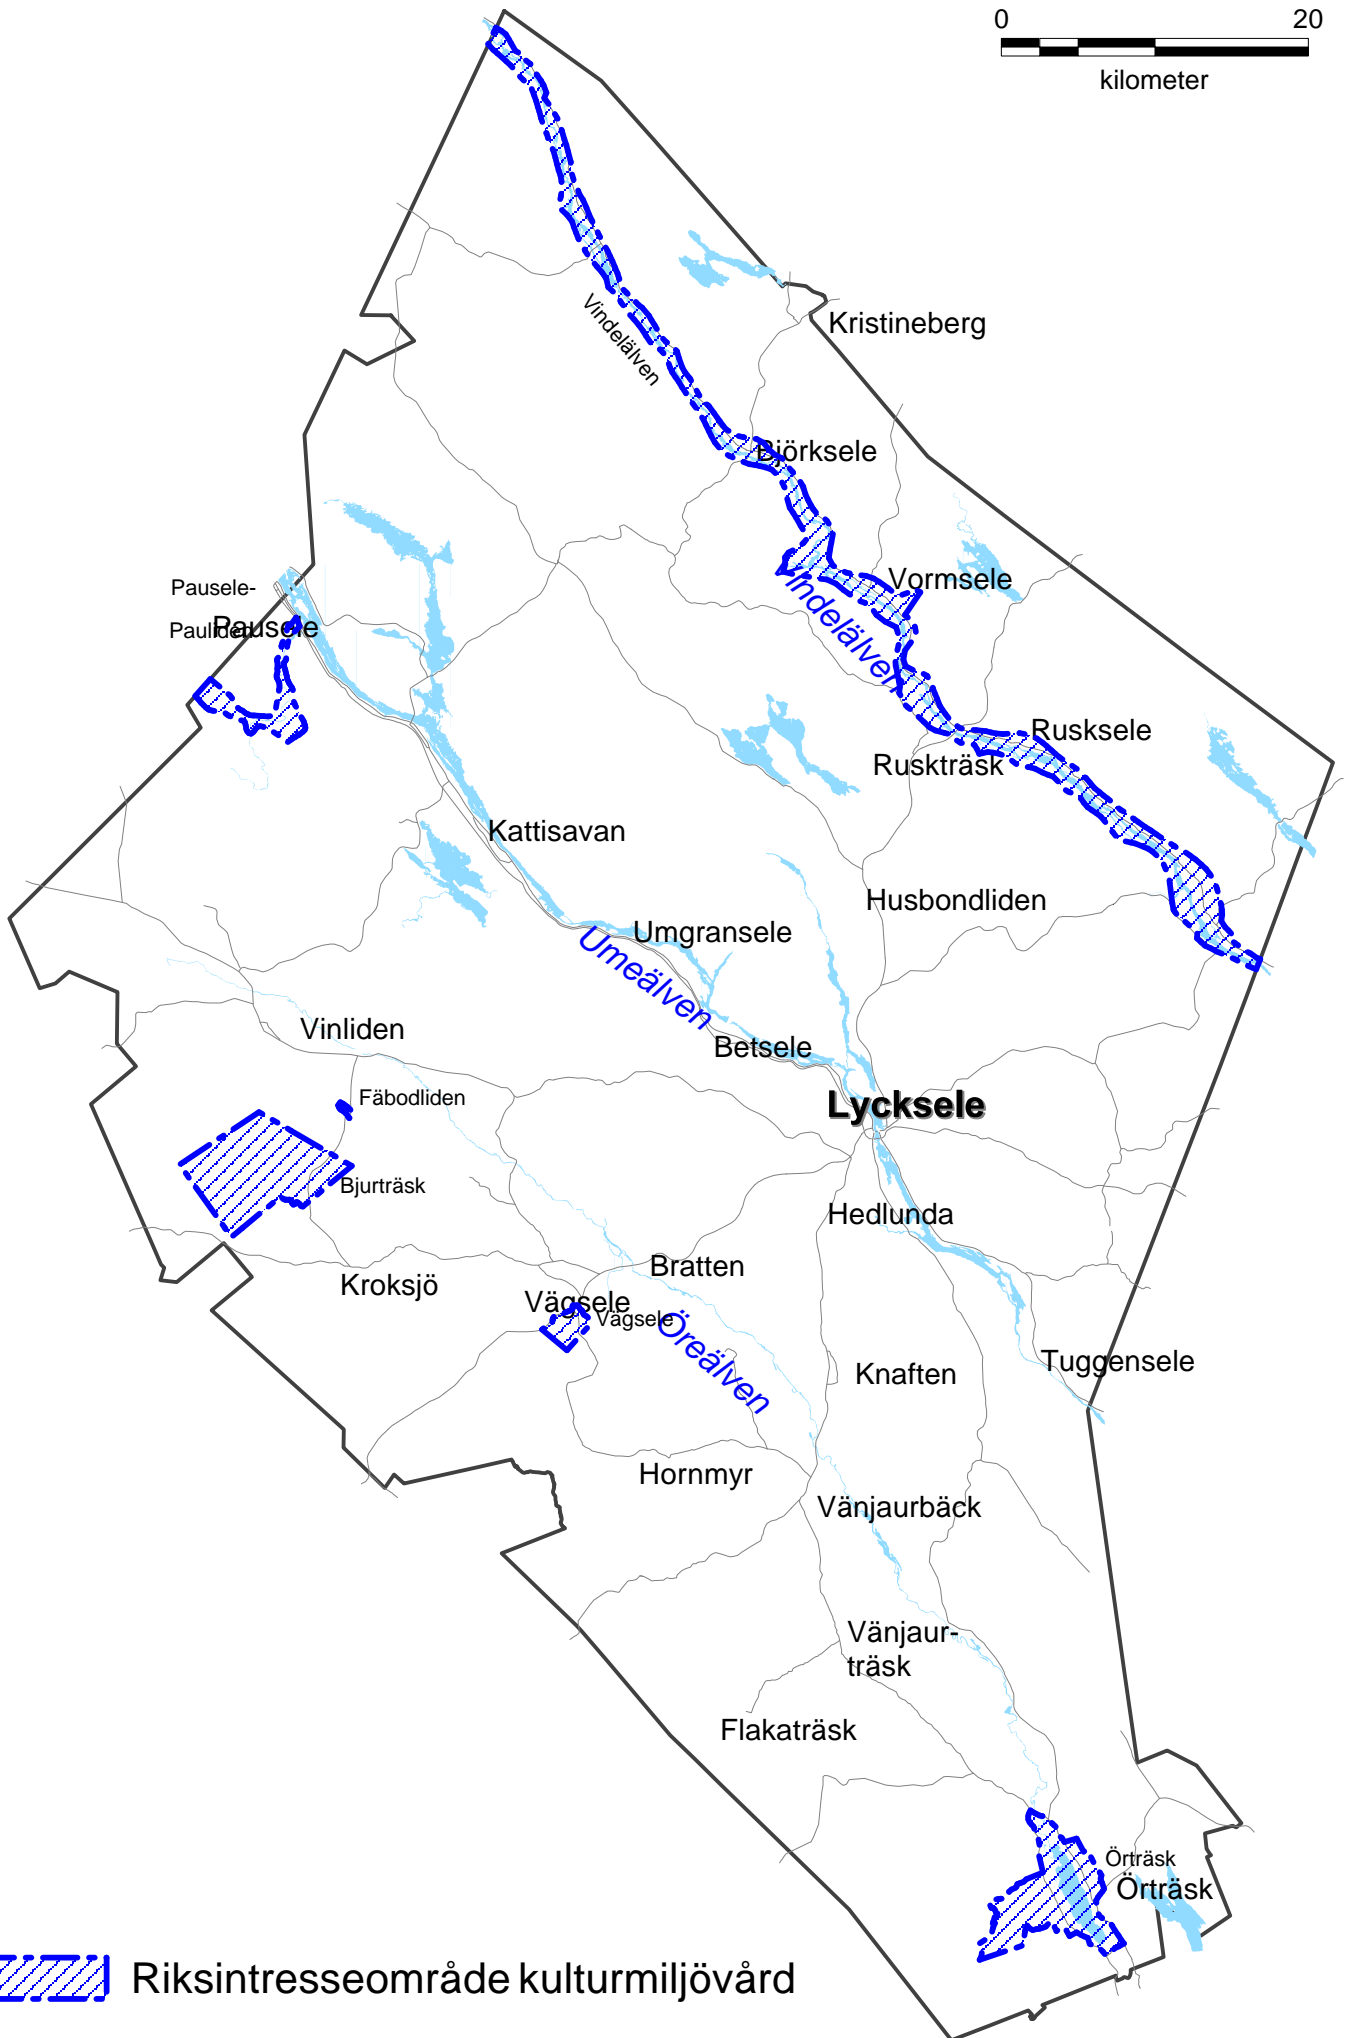 0 20
kilometer
Kristineberg
Vindelälven
Björksele
Vormsele
Pausele-
Pauliden
Pausele
Vindelälven
Rusksele
Ruskträsk
Kattisavan
Husbondliden
Umgransele
Umeälven
Vinliden
Betsele
Fäbodliden
Lycksele
Bjurträsk
Hedlunda
Bratten
Kroksjö
Vägsele
Vägsele
Öreälven
Tuggensele
Knaften
Hornmyr
Vänjaurbäck
Vänjaur-
träsk
Flakaträsk
Örträsk
Örträsk
Riksintresseområde kulturmiljövård